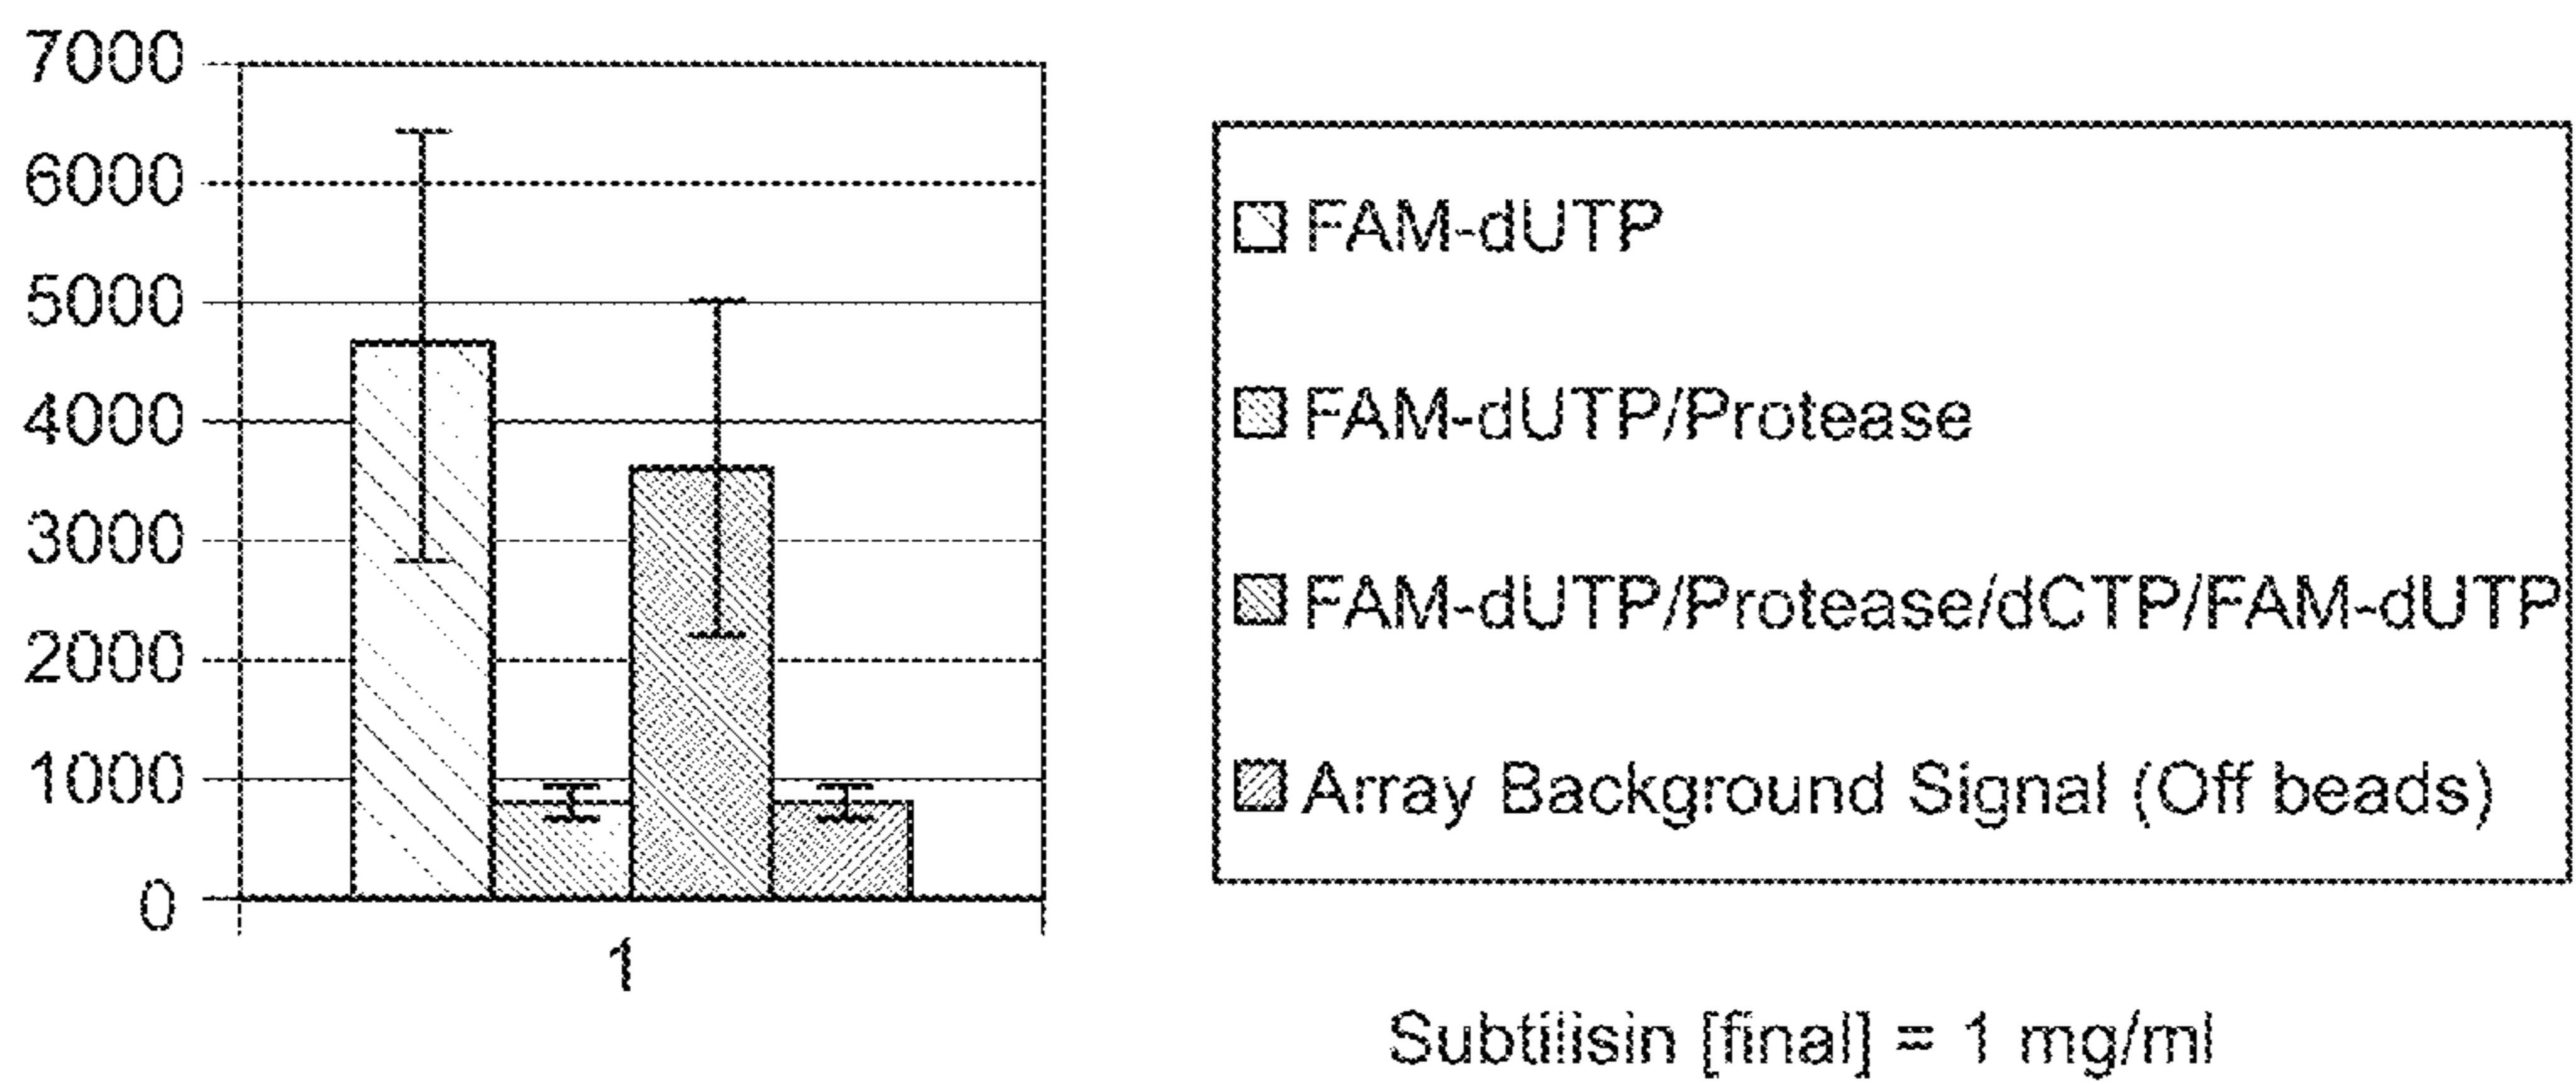 7000
6000
5000
4000
3000
2000
1000
0
1
FAM-dUTP
FAM-dUTP/Protease
FAM-dUTP/Protease/dCTP/FAM-dUTP
Array Background Signal (Off beads)
Subtilisin [final] = 1 mg/ml